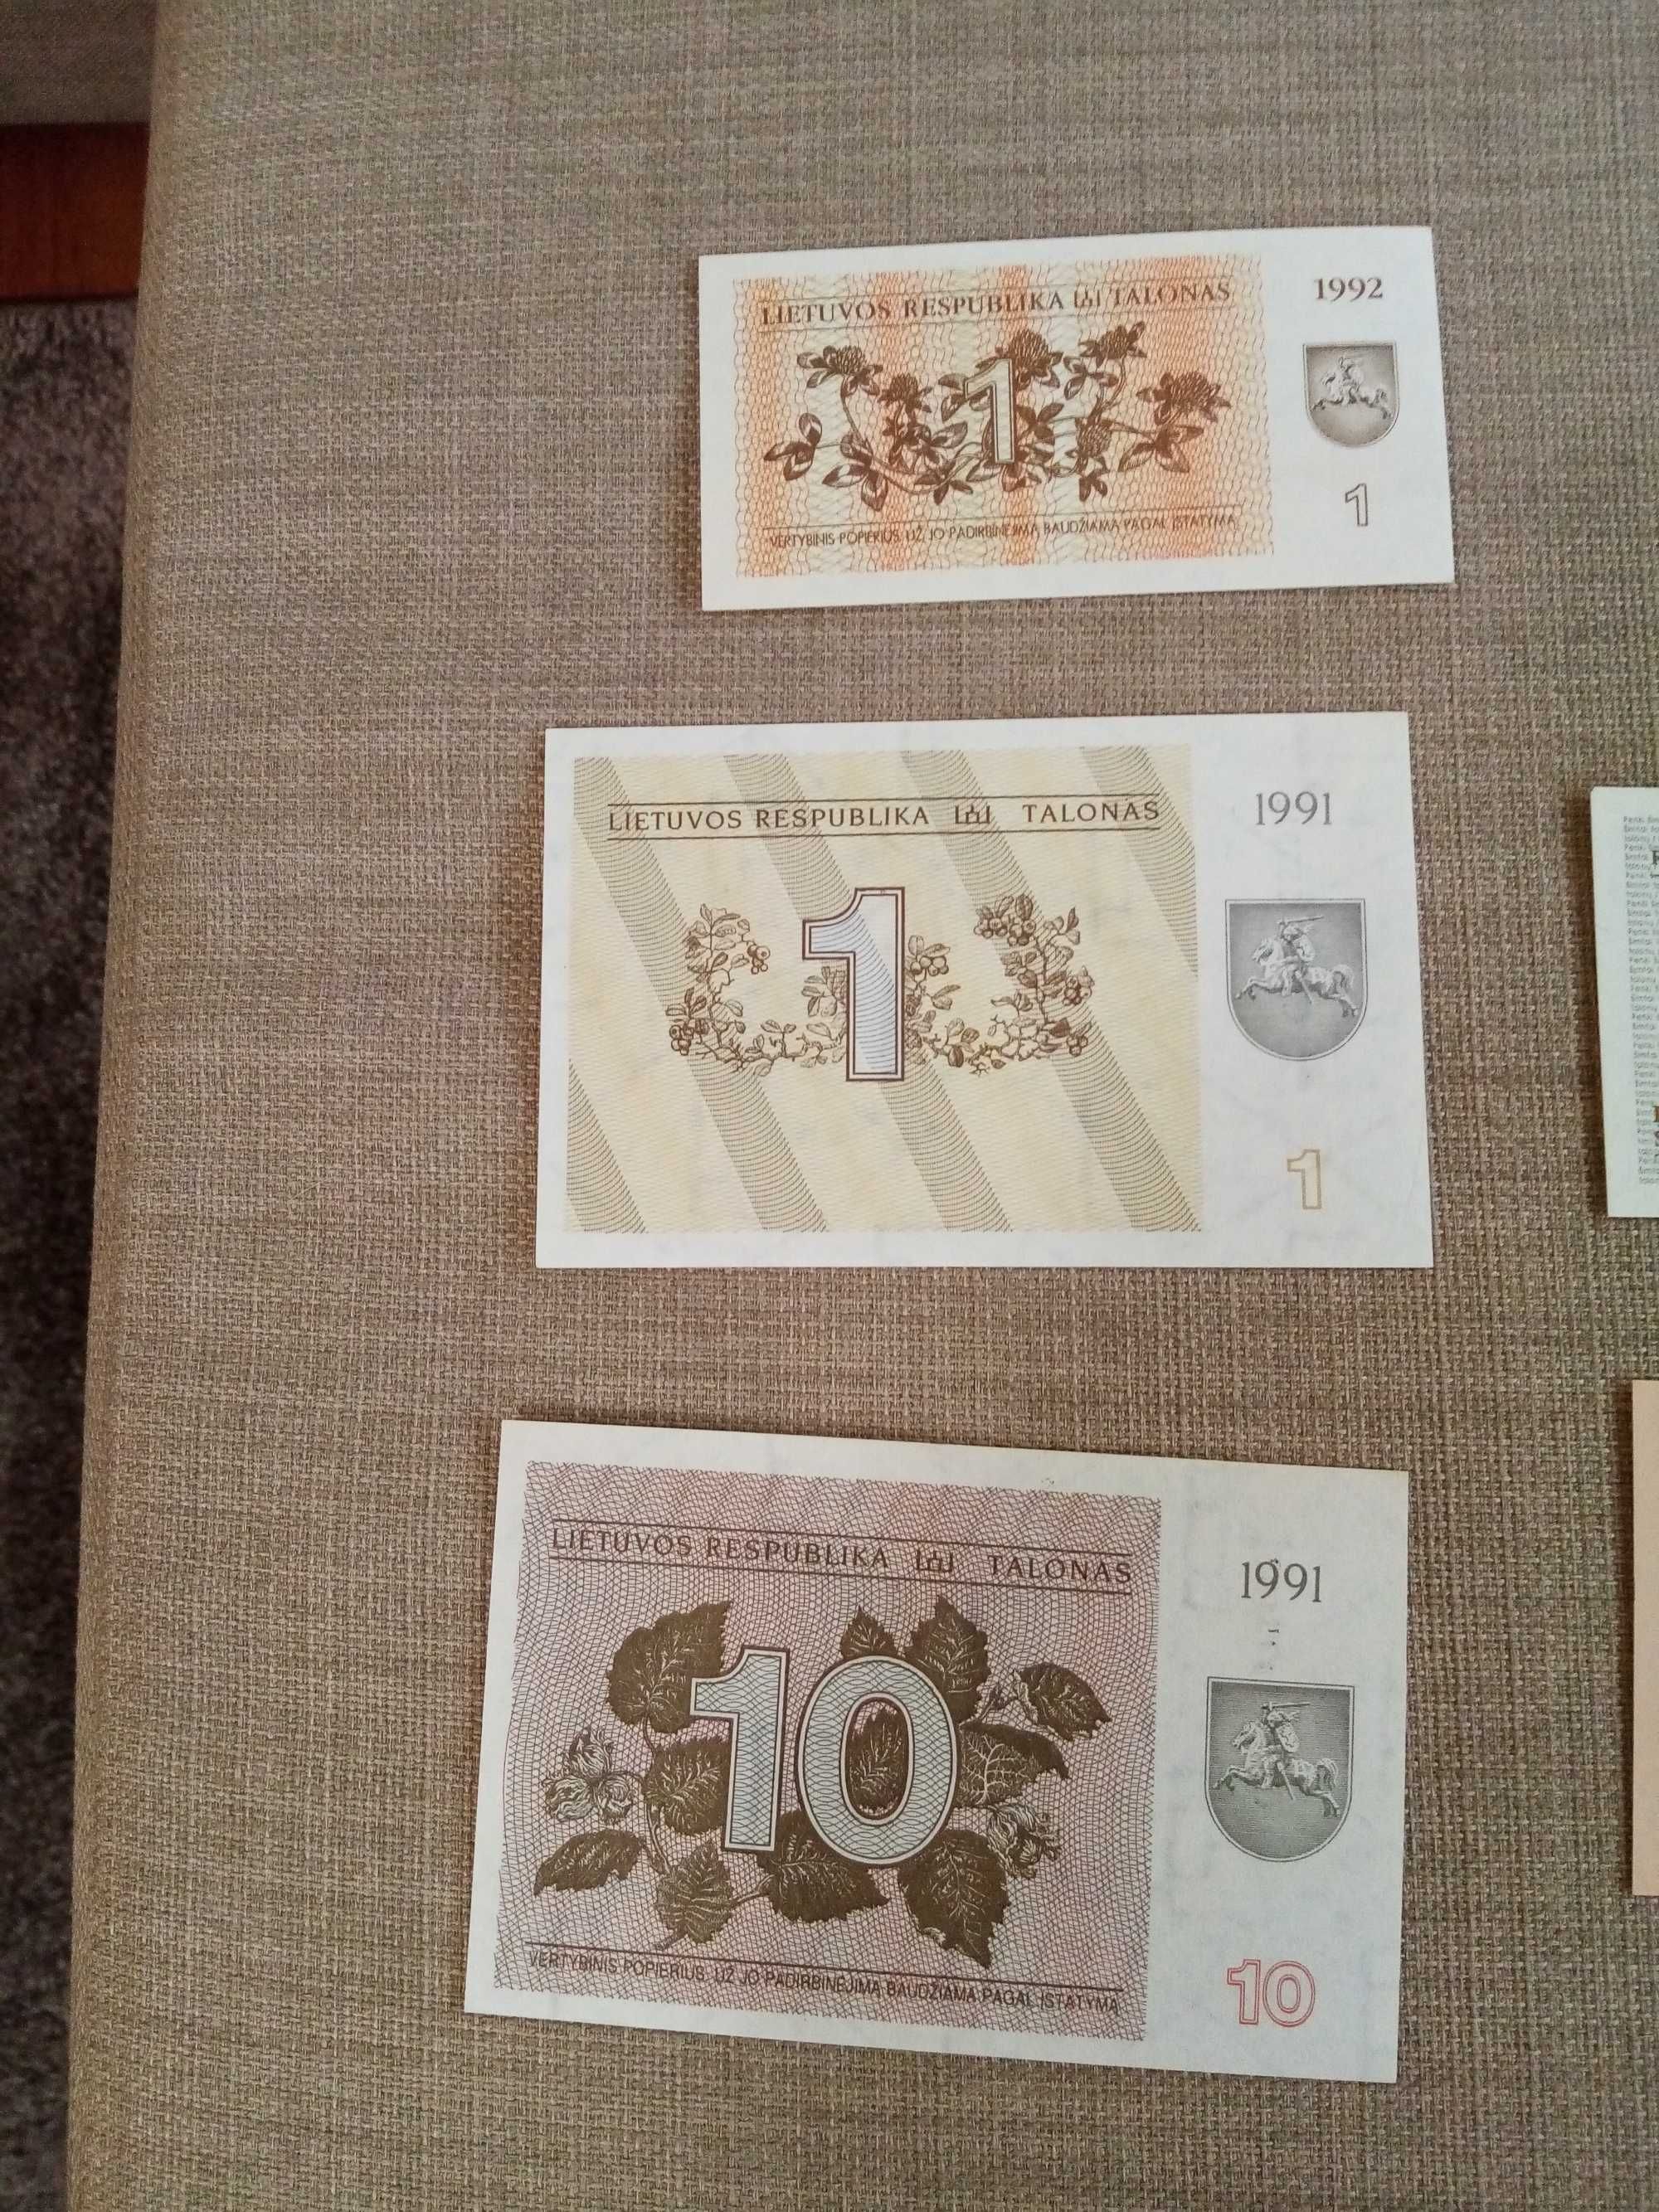 LIETUVOS RESPUBLIKA TALONAS
1992
1
1
VERTYBINIS POPIERIUS. UŽ JO PADIRBINĖJIMĄ BAUDŽIAMA PAGAL ĮSTATYMĄ
LIETUVOS RESPUBLIKA TALONAS
1991
1
1
LIETUVOS RESPUBLIKA TALONAS
1991
10
10
VERTYBINIS POPIERIUS. UŽ JO PADIRBINĖJIMĄ BAUDŽIAMA PAGAL ĮSTATYMĄ